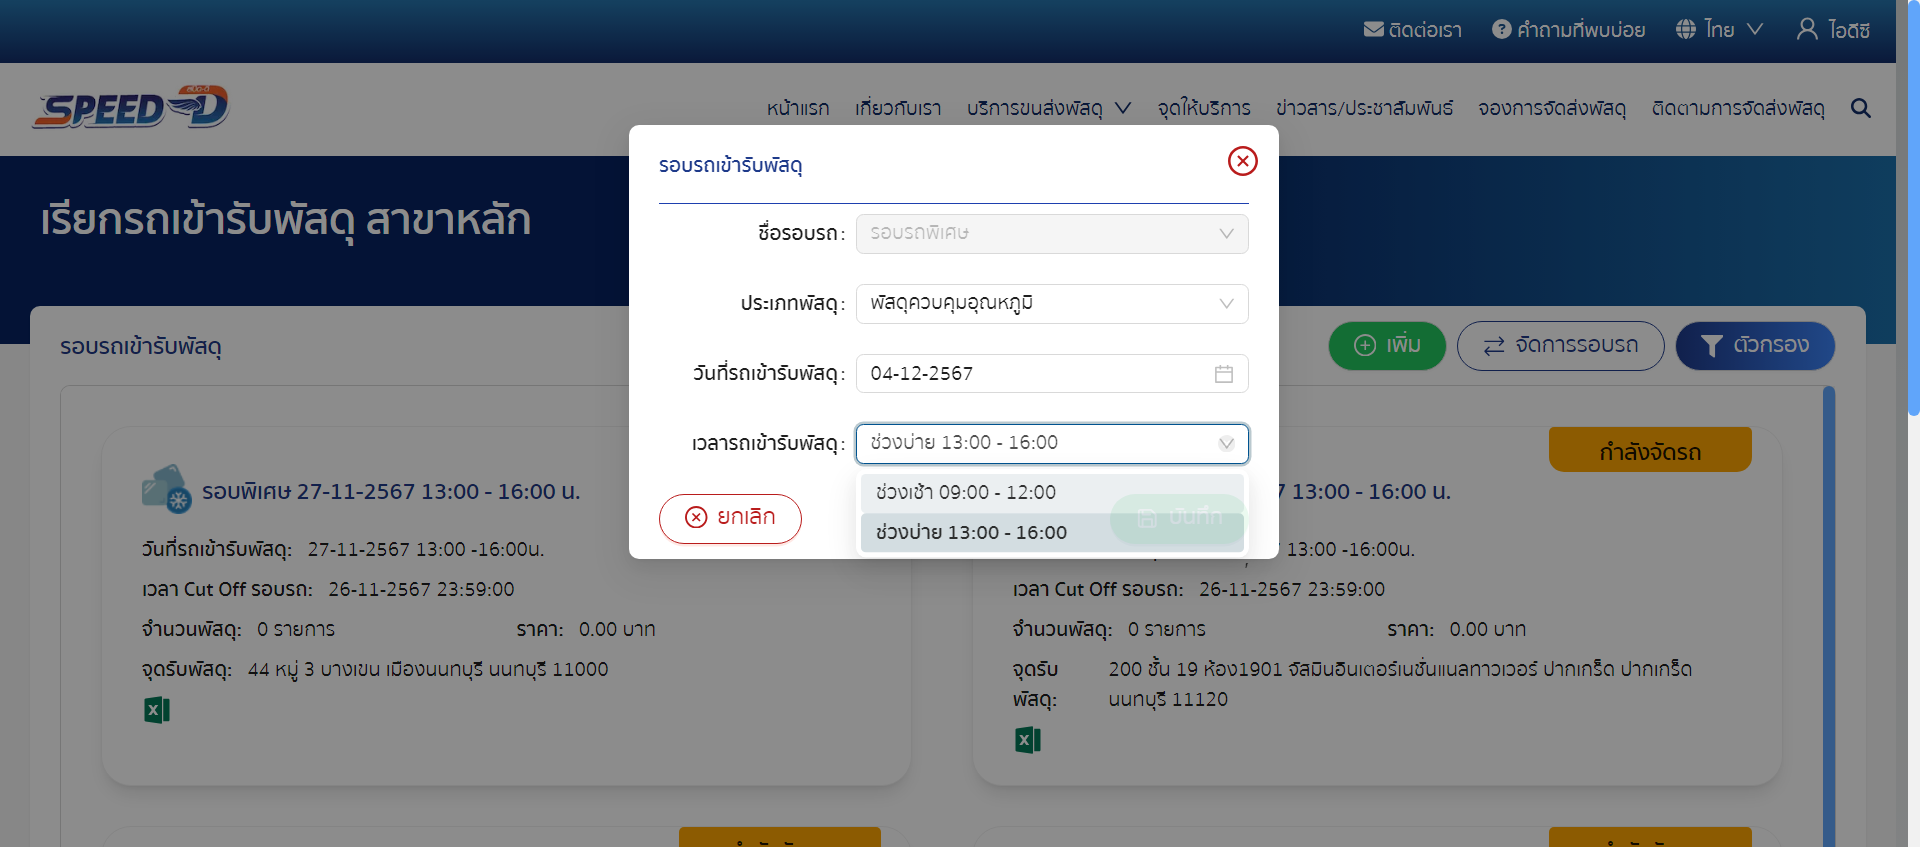 ติดต่อเรา คำถามที่พบบ่อย ไทย ไอดีซี
สปีด-ดี
SPEED-D
หน้าแรก เกี่ยวกับเรา บริการขนส่งพัสดุ จุดให้บริการ ข่าวสาร/ประชาสัมพันธ์ จองการจัดส่งพัสดุ ติดตามการจัดส่งพัสดุ
เรียกรถเข้ารับพัสดุ สาขาหลัก
รอบรถเข้ารับพัสดุ
เพิ่ม จัดการรอบรถ ตัวกรอง
รอบรถเข้ารับพัสดุ
ชื่อรอบรถ: รอบรถพิเศษ
ประเภทพัสดุ: พัสดุควบคุมอุณหภูมิ
วันที่รถเข้ารับพัสดุ: 04-12-2567
เวลารถเข้ารับพัสดุ: ช่วงบ่าย 13:00 - 16:00
ช่วงเช้า 09:00 - 12:00
ช่วงบ่าย 13:00 - 16:00
ยกเลิก บันทึก
รอบพิเศษ 27-11-2567 13:00 - 16:00 น.
วันที่รถเข้ารับพัสดุ: 27-11-2567 13:00 -16:00น.
เวลา Cut Off รอบรถ: 26-11-2567 23:59:00
จำนวนพัสดุ: 0 รายการ ราคา: 0.00 บาท
จุดรับพัสดุ: 44 หมู่ 3 บางเขน เมืองนนทบุรี นนทบุรี 11000
กำลังจัดรถ
13:00 - 16:00 น.
13:00 -16:00น.
เวลา Cut Off รอบรถ: 26-11-2567 23:59:00
จำนวนพัสดุ: 0 รายการ ราคา: 0.00 บาท
จุดรับพัสดุ: 200 ชั้น 19 ห้อง1901 จัสมินอินเตอร์เนชั่นแนลทาวเวอร์ ปากเกร็ด ปากเกร็ด
นนทบุรี 11120